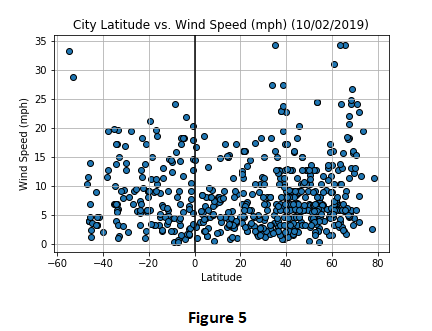 City Latitude vs. Wind Speed (mph) (10/02/2019)
35
30
25
20
15
10
5
0
Wind Speed (mph)
−60 −40 −20 0 20 40 60 80
Latitude
Figure 5